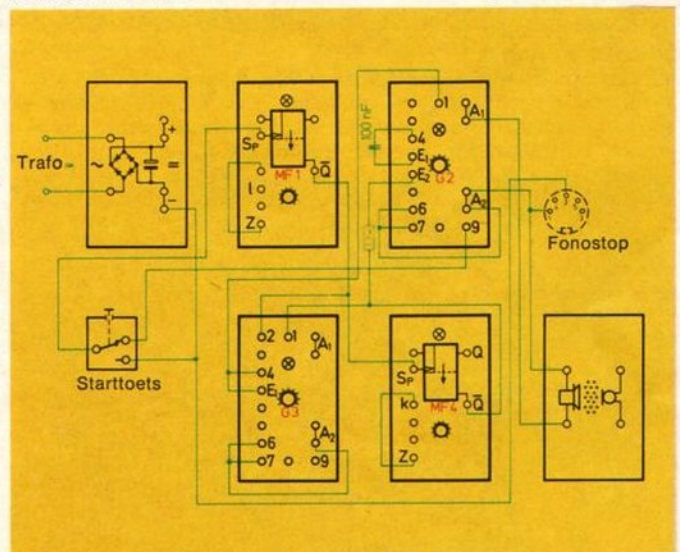 Trafo
~
+
=
−
Sp
MF1
Q̄
l
Z
100 nF
1
A1
4
E1
E2
G2
A2
6
7
9
Fonostop
Starttoets
2
1
A1
4
E
G3
A2
6
7
9
Q
Sp
k
MF4
Q̄
Z